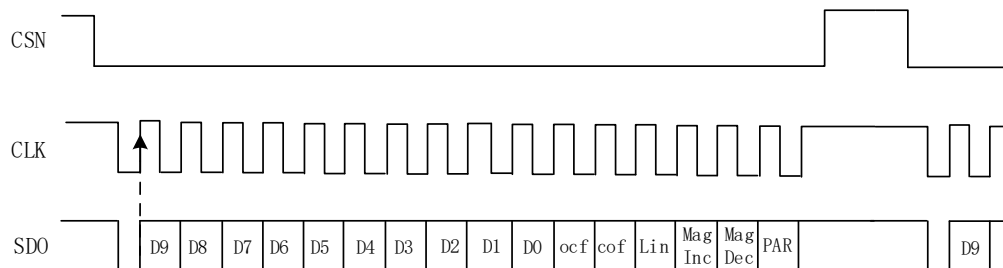 CSN
CLK
SDO D9 D8 D7 D6 D5 D4 D3 D2 D1 D0 ocf cof Lin Mag Inc Mag Dec PAR D9